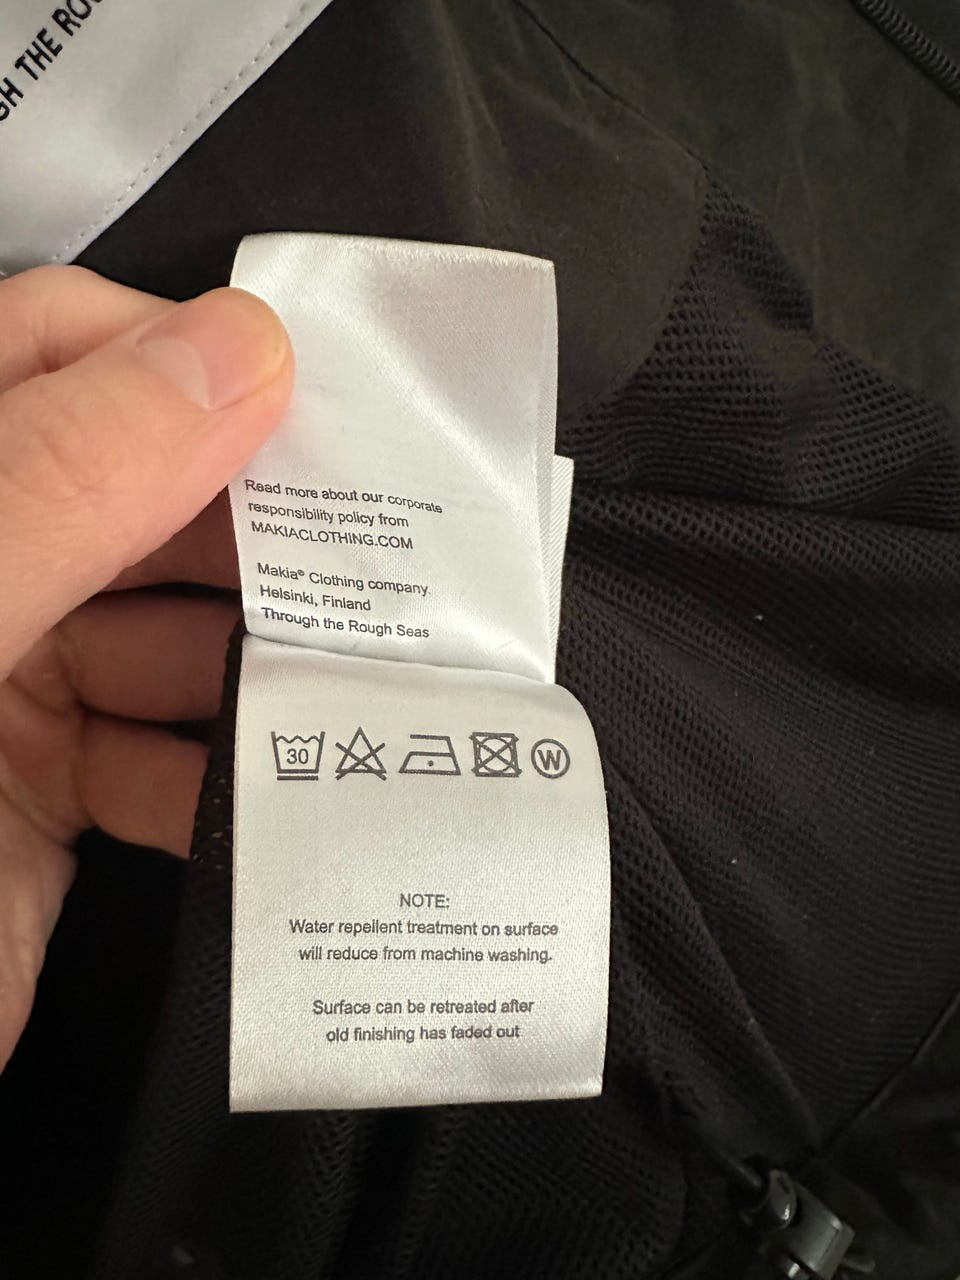 GH THE ROU
Read more about our corporate
responsibility policy from
MAKIACLOTHING.COM
Makia® Clothing company.
Helsinki, Finland
Through the Rough Seas
30
W
NOTE:
Water repellent treatment on surface
will reduce from machine washing.
Surface can be retreated after
old finishing has faded out